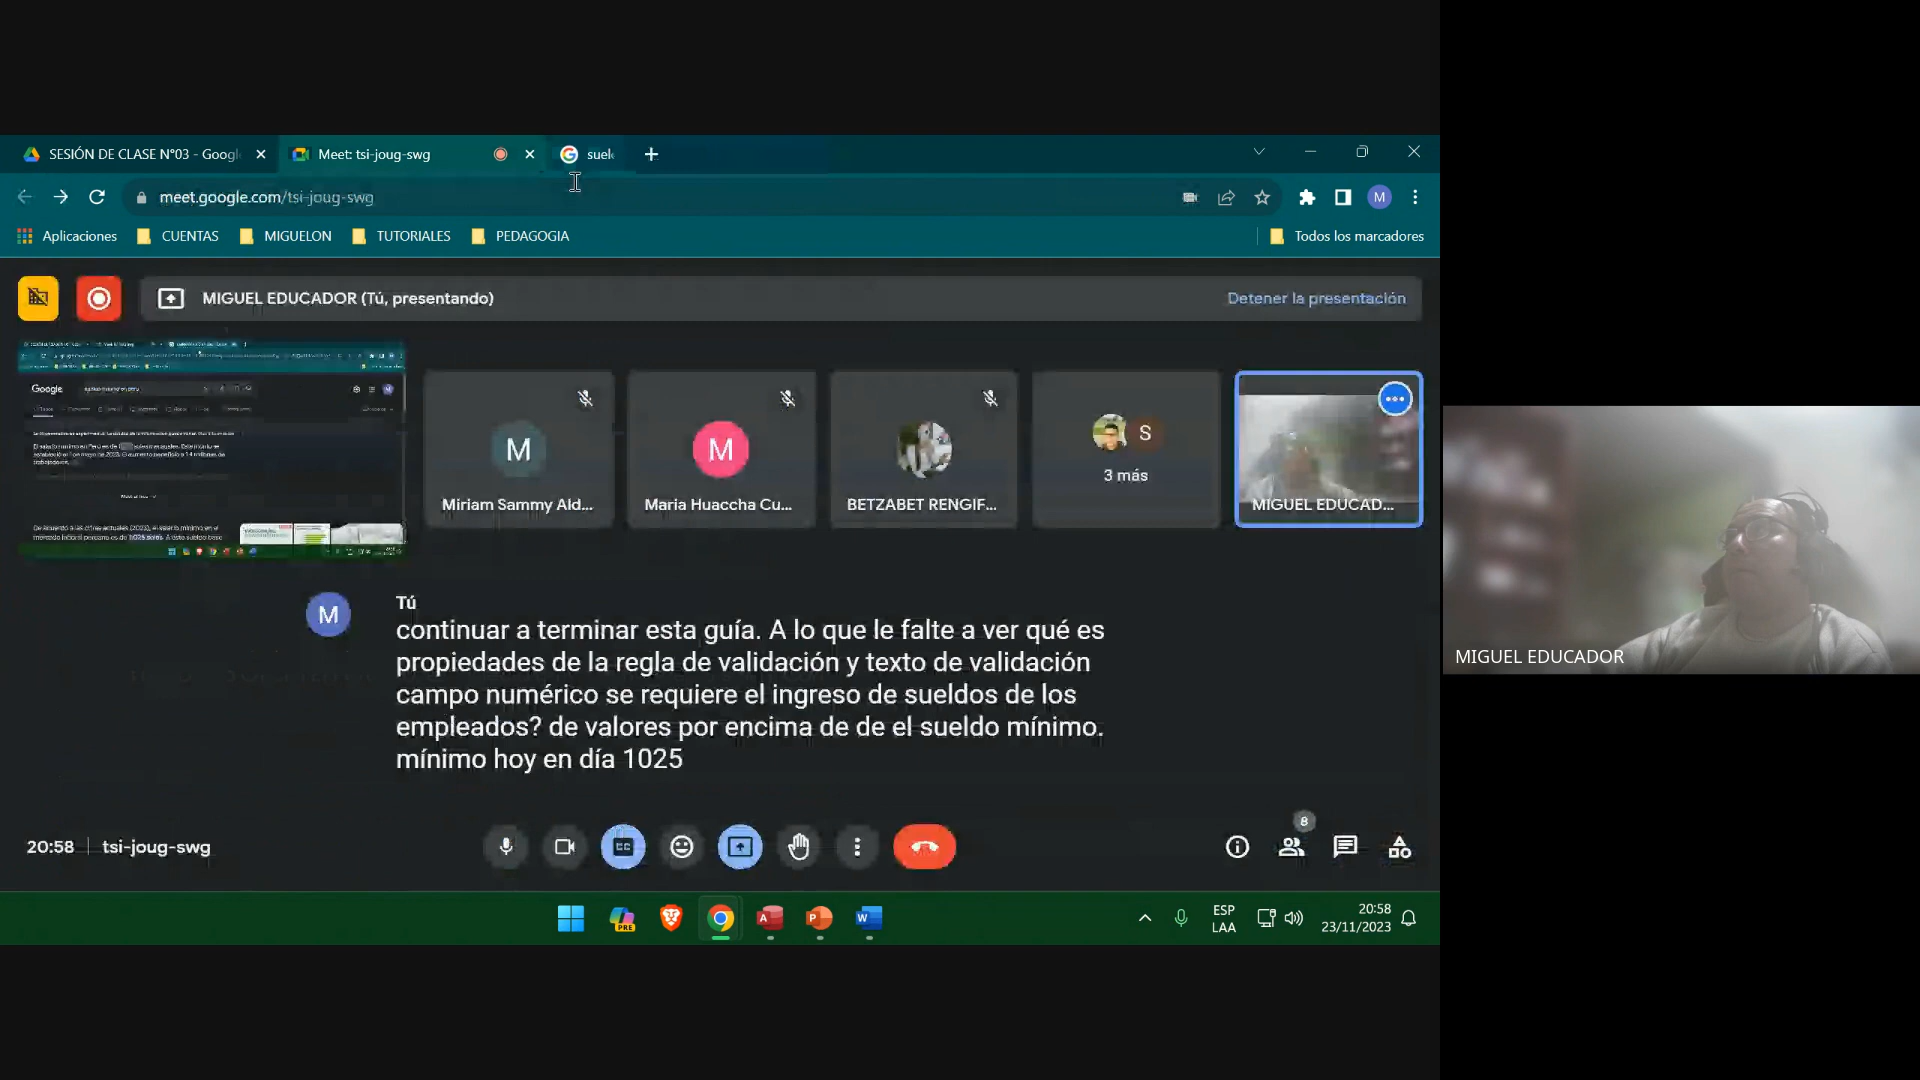 SESIÓN DE CLASE N°03 - Googl
Meet: tsi-joug-swg
suel
meet.google.com/tsi-joug-swg
M
Aplicaciones
CUENTAS
MIGUELON
TUTORIALES
PEDAGOGIA
Todos los marcadores
MIGUEL EDUCADOR (Tú, presentando)
Detener la presentación
Google
M
Miriam Sammy Ald...
M
Maria Huaccha Cu...
BETZABET RENGIF...
S
3 más
MIGUEL EDUCAD...
MIGUEL EDUCADOR
M
Tú
continuar a terminar esta guía. A lo que le falte a ver qué es
propiedades de la regla de validación y texto de validación
campo numérico se requiere el ingreso de sueldos de los
empleados? de valores por encima de de el sueldo mínimo.
mínimo hoy en día 1025
20:58
tsi-joug-swg
8
PRE
ESP
LAA
20:58
23/11/2023